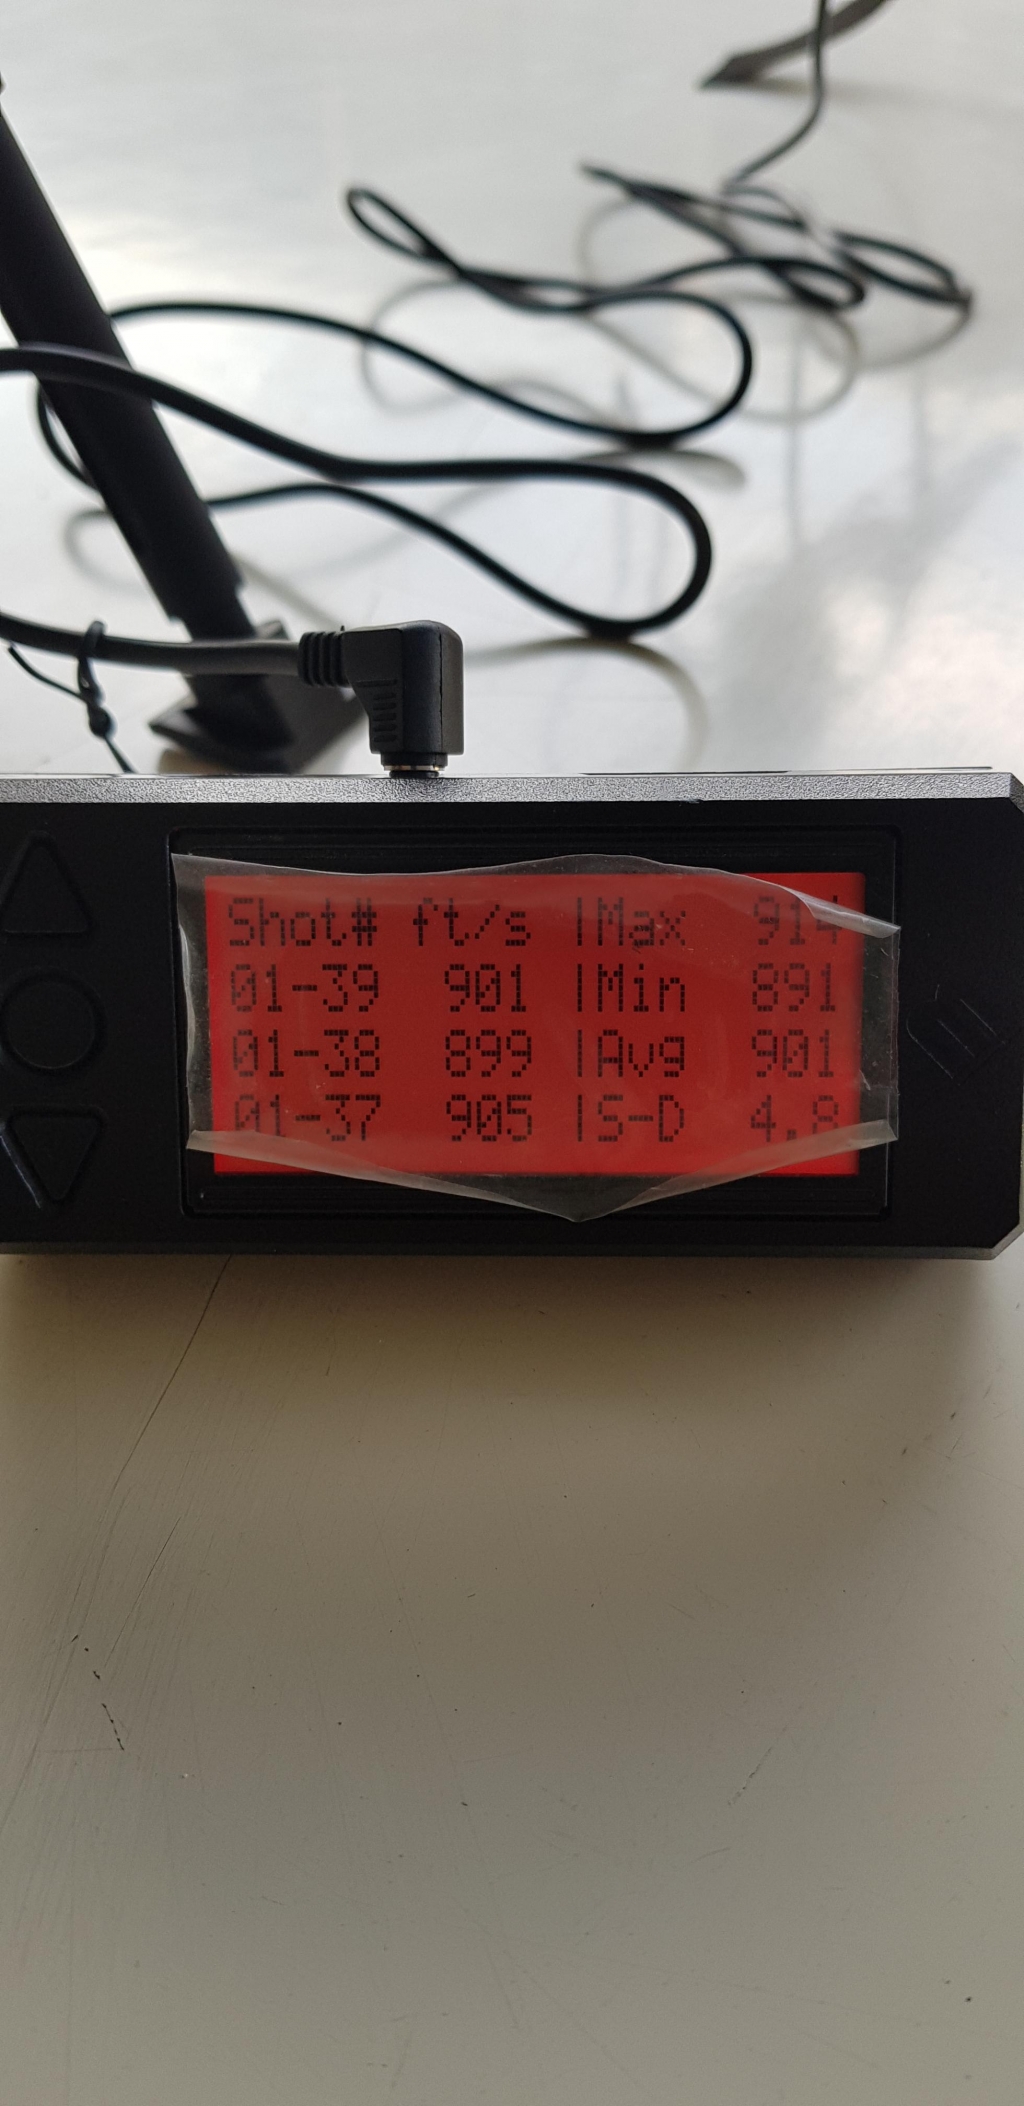 Shot# ft/s |Max 914
01-39 901 |Min 891
01-38 899 |Avg 901
01-37 905 |S-D 4.8